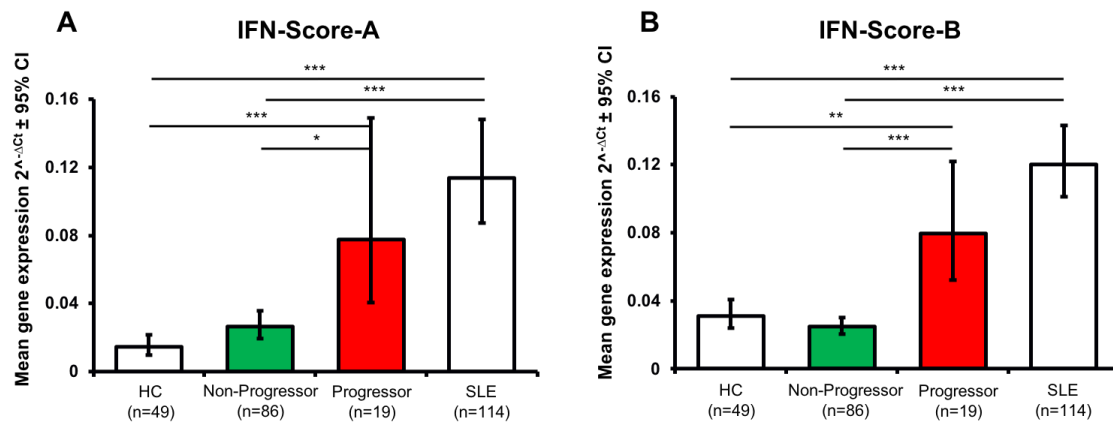 A
IFN-Score-A
Mean gene expression 2^-ΔCt ± 95% CI
***
***
***
*
0.16
0.12
0.08
0.04
0
HC
(n=49)
Non-Progressor
(n=86)
Progressor
(n=19)
SLE
(n=114)
B
IFN-Score-B
Mean gene expression 2^-ΔCt ± 95% CI
***
***
**
***
0.16
0.12
0.08
0.04
0
HC
(n=49)
Non-Progressor
(n=86)
Progressor
(n=19)
SLE
(n=114)